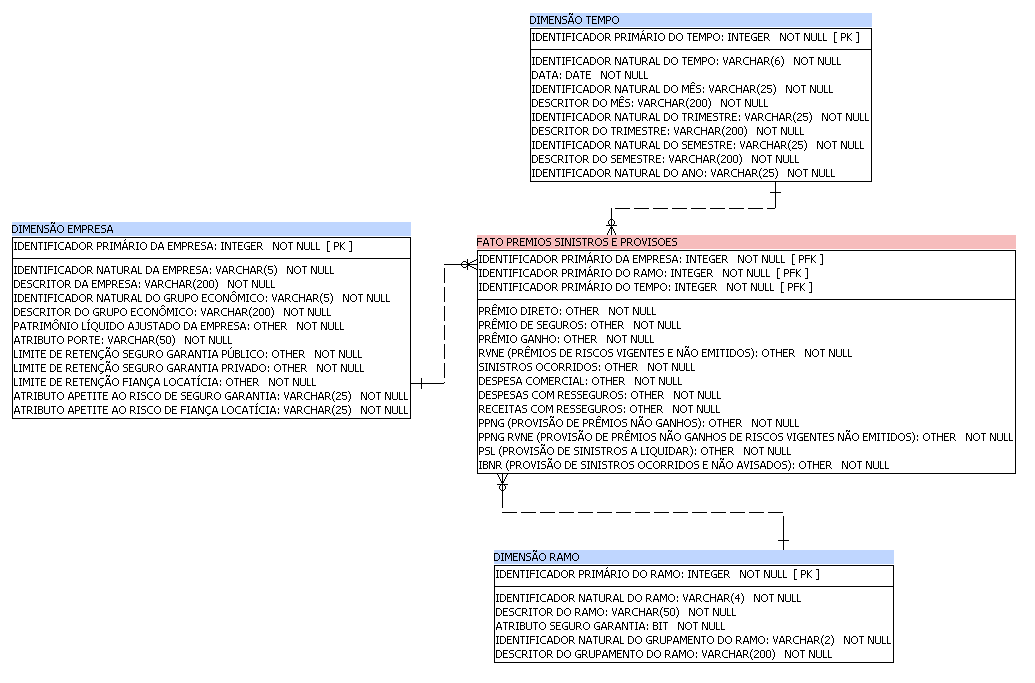 DIMENSÃO TEMPO
IDENTIFICADOR PRIMÁRIO DO TEMPO: INTEGER NOT NULL [ PK ]
IDENTIFICADOR NATURAL DO TEMPO: VARCHAR(6) NOT NULL
DATA: DATE NOT NULL
IDENTIFICADOR NATURAL DO MÊS: VARCHAR(25) NOT NULL
DESCRITOR DO MÊS: VARCHAR(200) NOT NULL
IDENTIFICADOR NATURAL DO TRIMESTRE: VARCHAR(25) NOT NULL
DESCRITOR DO TRIMESTRE: VARCHAR(200) NOT NULL
IDENTIFICADOR NATURAL DO SEMESTRE: VARCHAR(25) NOT NULL
DESCRITOR DO SEMESTRE: VARCHAR(200) NOT NULL
IDENTIFICADOR NATURAL DO ANO: VARCHAR(25) NOT NULL
DIMENSÃO EMPRESA
IDENTIFICADOR PRIMÁRIO DA EMPRESA: INTEGER NOT NULL [ PK ]
IDENTIFICADOR NATURAL DA EMPRESA: VARCHAR(5) NOT NULL
DESCRITOR DA EMPRESA: VARCHAR(200) NOT NULL
IDENTIFICADOR NATURAL DO GRUPO ECONÔMICO: VARCHAR(5) NOT NULL
DESCRITOR DO GRUPO ECONÔMICO: VARCHAR(200) NOT NULL
PATRIMÔNIO LÍQUIDO AJUSTADO DA EMPRESA: OTHER NOT NULL
ATRIBUTO PORTE: VARCHAR(50) NOT NULL
LIMITE DE RETENÇÃO SEGURO GARANTIA PÚBLICO: OTHER NOT NULL
LIMITE DE RETENÇÃO SEGURO GARANTIA PRIVADO: OTHER NOT NULL
LIMITE DE RETENÇÃO FIANÇA LOCATÍCIA: OTHER NOT NULL
ATRIBUTO APETITE AO RISCO DE SEGURO GARANTIA: VARCHAR(25) NOT NULL
ATRIBUTO APETITE AO RISCO DE FIANÇA LOCATÍCIA: VARCHAR(25) NOT NULL
FATO PREMIOS SINISTROS E PROVISOES
IDENTIFICADOR PRIMÁRIO DA EMPRESA: INTEGER NOT NULL [ PFK ]
IDENTIFICADOR PRIMÁRIO DO RAMO: INTEGER NOT NULL [ PFK ]
IDENTIFICADOR PRIMÁRIO DO TEMPO: INTEGER NOT NULL [ PFK ]
PRÊMIO DIRETO: OTHER NOT NULL
PRÊMIO DE SEGUROS: OTHER NOT NULL
PRÊMIO GANHO: OTHER NOT NULL
RVNE (PRÊMIOS DE RISCOS VIGENTES E NÃO EMITIDOS): OTHER NOT NULL
SINISTROS OCORRIDOS: OTHER NOT NULL
DESPESA COMERCIAL: OTHER NOT NULL
DESPESAS COM RESSEGUROS: OTHER NOT NULL
RECEITAS COM RESSEGUROS: OTHER NOT NULL
PPNG (PROVISÃO DE PRÊMIOS NÃO GANHOS): OTHER NOT NULL
PPNG RVNE (PROVISÃO DE PRÊMIOS NÃO GANHOS DE RISCOS VIGENTES NÃO EMITIDOS): OTHER NOT NULL
PSL (PROVISÃO DE SINISTROS A LIQUIDAR): OTHER NOT NULL
IBNR (PROVISÃO DE SINISTROS OCORRIDOS E NÃO AVISADOS): OTHER NOT NULL
DIMENSÃO RAMO
IDENTIFICADOR PRIMÁRIO DO RAMO: INTEGER NOT NULL [ PK ]
IDENTIFICADOR NATURAL DO RAMO: VARCHAR(4) NOT NULL
DESCRITOR DO RAMO: VARCHAR(50) NOT NULL
ATRIBUTO SEGURO GARANTIA: BIT NOT NULL
IDENTIFICADOR NATURAL DO GRUPAMENTO DO RAMO: VARCHAR(2) NOT NULL
DESCRITOR DO GRUPAMENTO DO RAMO: VARCHAR(200) NOT NULL